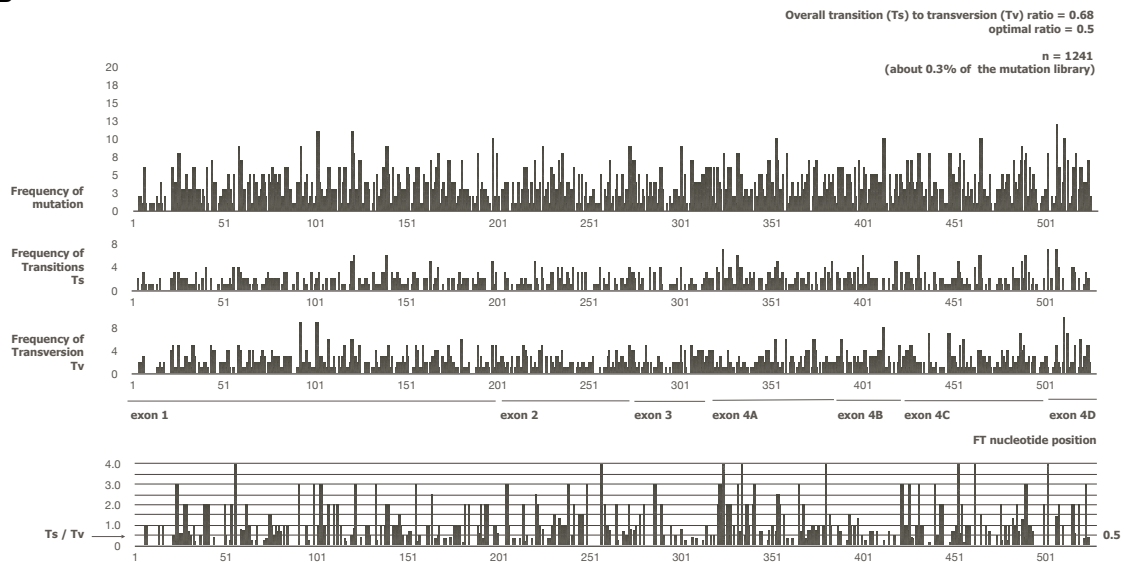 Overall transition (Ts) to transversion (Tv) ratio = 0.68
optimal ratio = 0.5
n = 1241
(about 0.3% of the mutation library)
20
18
15
13
10
8
5
3
0
Frequency of
mutation
1 51 101 151 201 251 301 351 401 451 501
8
4
0
Frequency of
Transitions
Ts
1 51 101 151 201 251 301 351 401 451 501
8
4
0
Frequency of
Transversion
Tv
1 51 101 151 201 251 301 351 401 451 501
exon 1 exon 2 exon 3 exon 4A exon 4B exon 4C exon 4D
FT nucleotide position
4.0
3.0
2.0
1.0
0
Ts / Tv
0.5
1 51 101 151 201 251 301 351 401 451 501